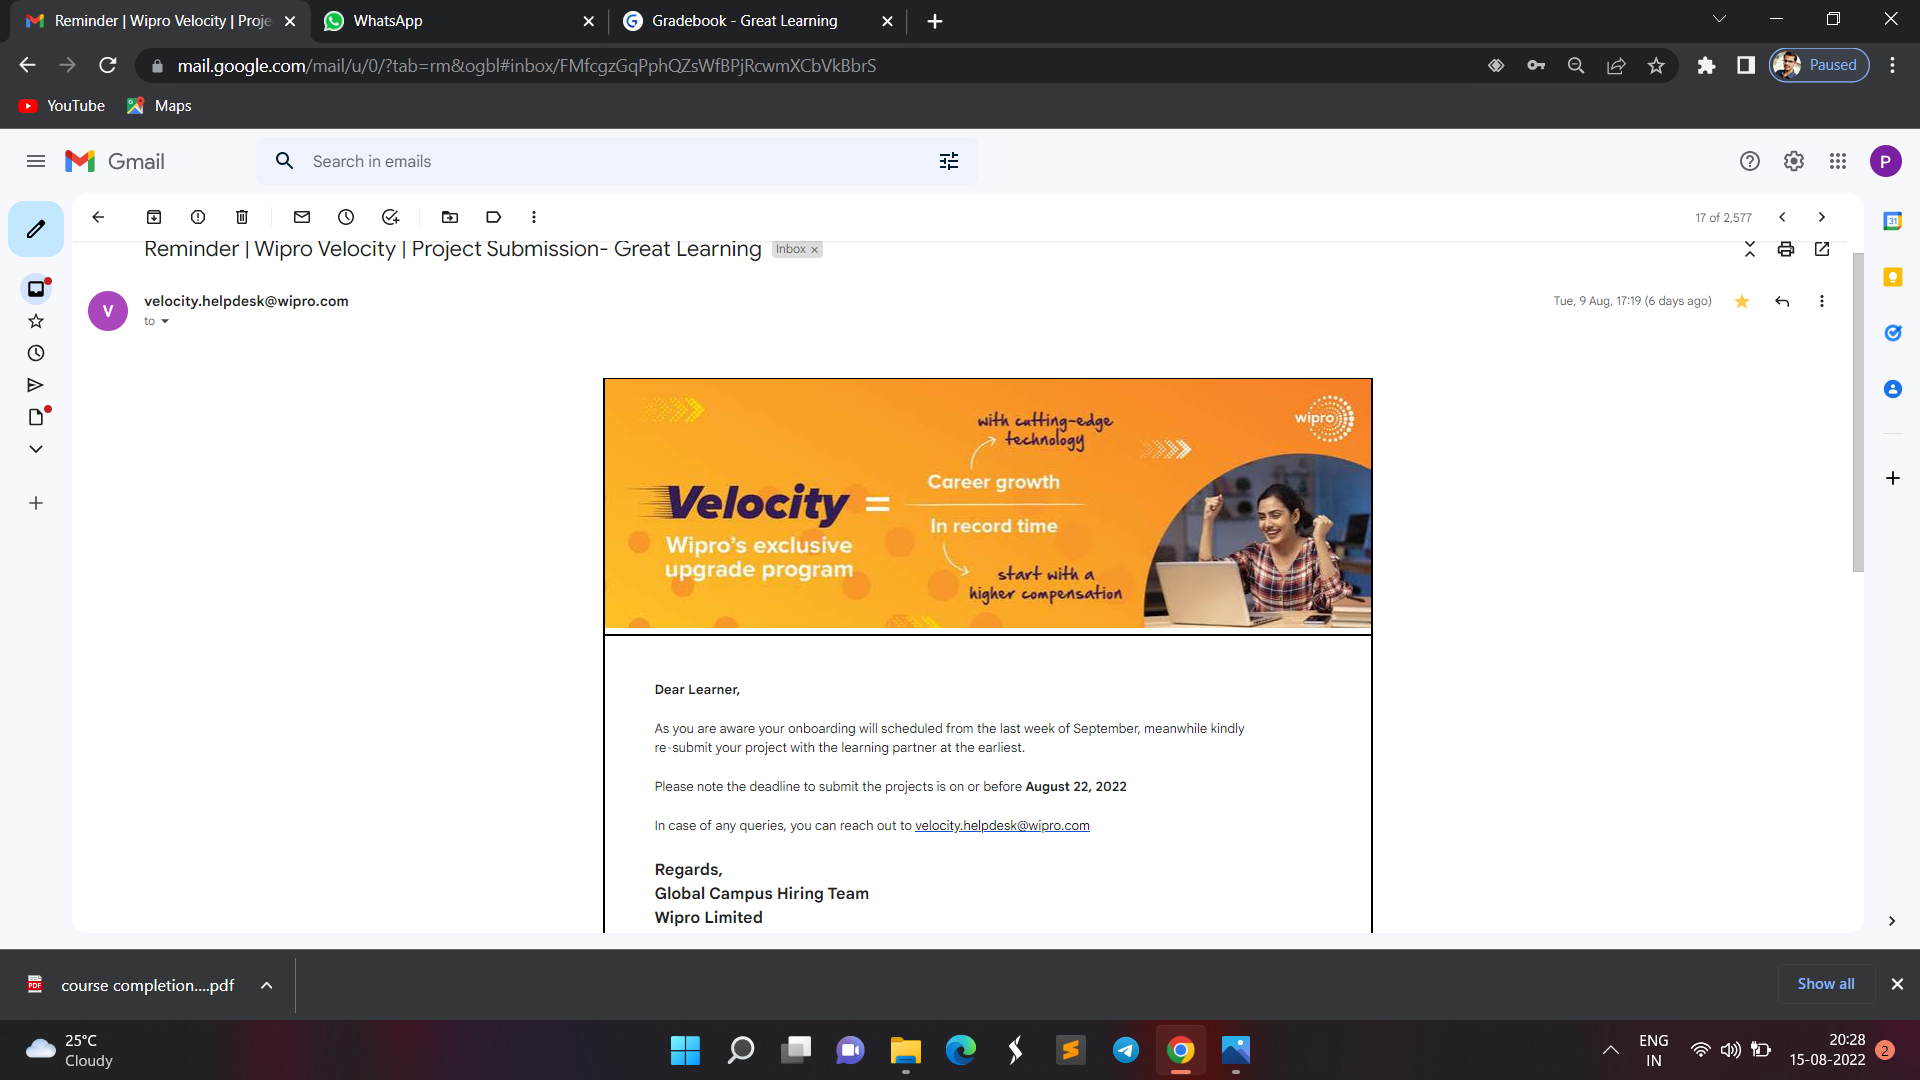 Reminder | Wipro Velocity | Proje
WhatsApp
Gradebook - Great Learning
mail.google.com/mail/u/0/?tab=rm&ogbl#inbox/FMfcgzGqPphQZsWfBPjRcwmXCbVkBbrS
Paused
YouTube
Maps
Gmail
Search in emails
P
17 of 2,577
31
Reminder | Wipro Velocity | Project Submission- Great Learning
Inbox ×
V
velocity.helpdesk@wipro.com
Tue, 9 Aug, 17:19 (6 days ago)
to
with cutting-edge
technology
wipro
Career growth
Velocity =
In record time
Wipro's exclusive
upgrade program
start with a
higher compensation
Dear Learner,
As you are aware your onboarding will scheduled from the last week of September, meanwhile kindly
re-submit your project with the learning partner at the earliest.
Please note the deadline to submit the projects is on or before August 22, 2022
In case of any queries, you can reach out to velocity.helpdesk@wipro.com
Regards,
Global Campus Hiring Team
Wipro Limited
PDF
course completion....pdf
Show all
25°C
Cloudy
ENG
IN
20:28
15-08-2022
2